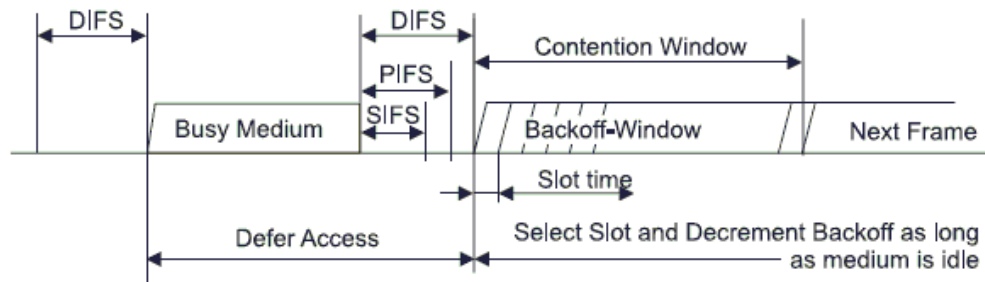 DIFS
DIFS
Contention Window
PIFS
SIFS
Busy Medium
Backoff-Window
Next Frame
Slot time
Defer Access
Select Slot and Decrement Backoff as long
as medium is idle